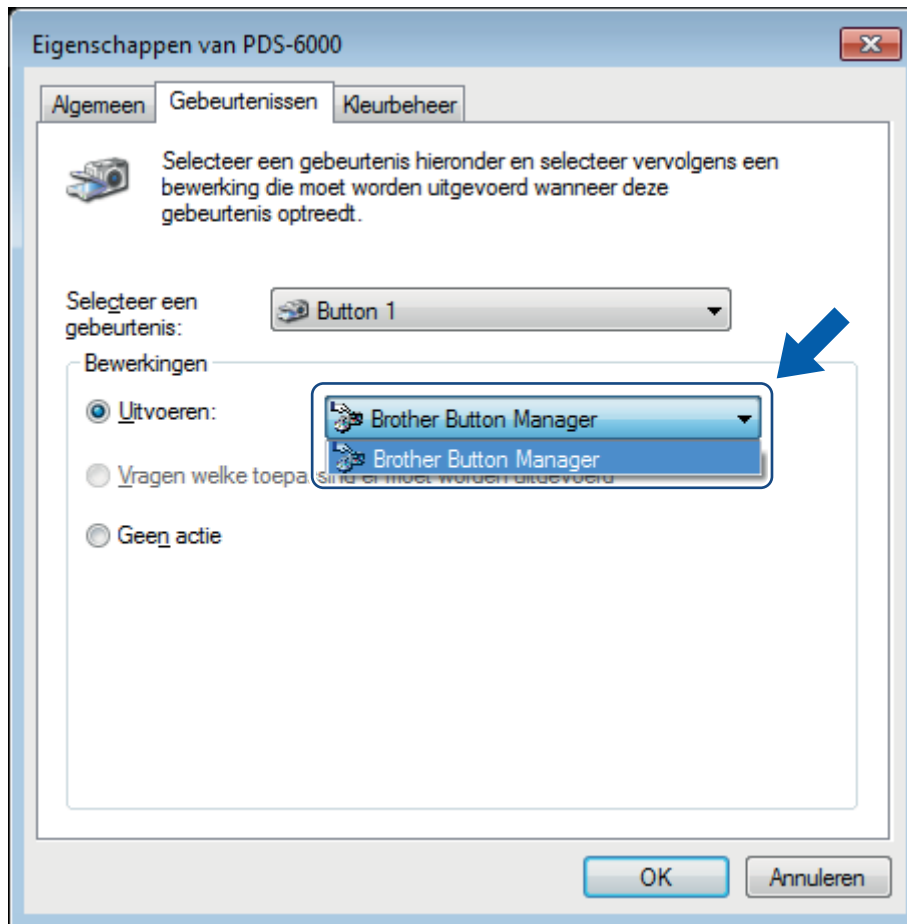 Eigenschappen van PDS-6000
Algemeen Gebeurtenissen Kleurbeheer
Selecteer een gebeurtenis hieronder en selecteer vervolgens een
bewerking die moet worden uitgevoerd wanneer deze
gebeurtenis optreedt.
Selecteer een
gebeurtenis:
Button 1
Bewerkingen
Uitvoeren:
Brother Button Manager
Brother Button Manager
Vragen welke toepassing er moet worden uitgevoerd
Geen actie
OK Annuleren